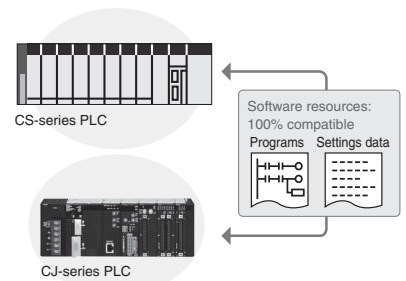 CS-series PLC
Software resources:
100% compatible
Programs Settings data
CJ-series PLC